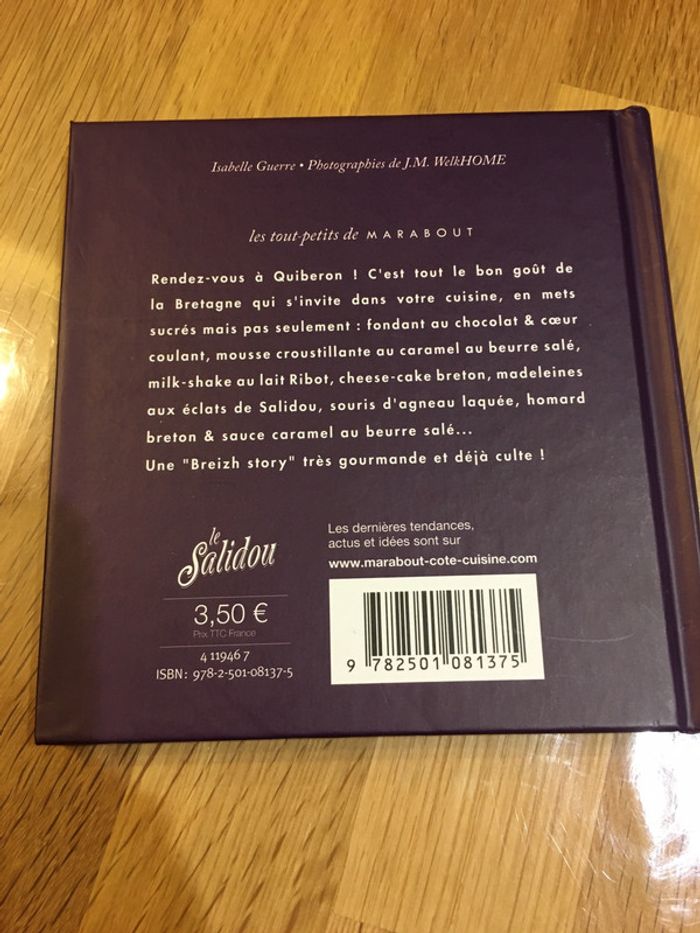 Isabelle Guerre • Photographies de J.M. WelkHOME
les tout-petits de MARABOUT
Rendez-vous à Quiberon ! C'est tout le bon goût de
la Bretagne qui s'invite dans votre cuisine, en mets
sucrés mais pas seulement : fondant au chocolat & cœur
coulant, mousse croustillante au caramel au beurre salé,
milk-shake au lait Ribot, cheese-cake breton, madeleines
aux éclats de Salidou, souris d'agneau laquée, homard
breton & sauce caramel au beurre salé...
Une "Breizh story" très gourmande et déjà culte !
le
Salidou
3,50 €
Prix TTC France
4 11946 7
ISBN : 978-2-501-08137-5
Les dernières tendances,
actus et idées sont sur
www.marabout-cote-cuisine.com
9 782501 081375